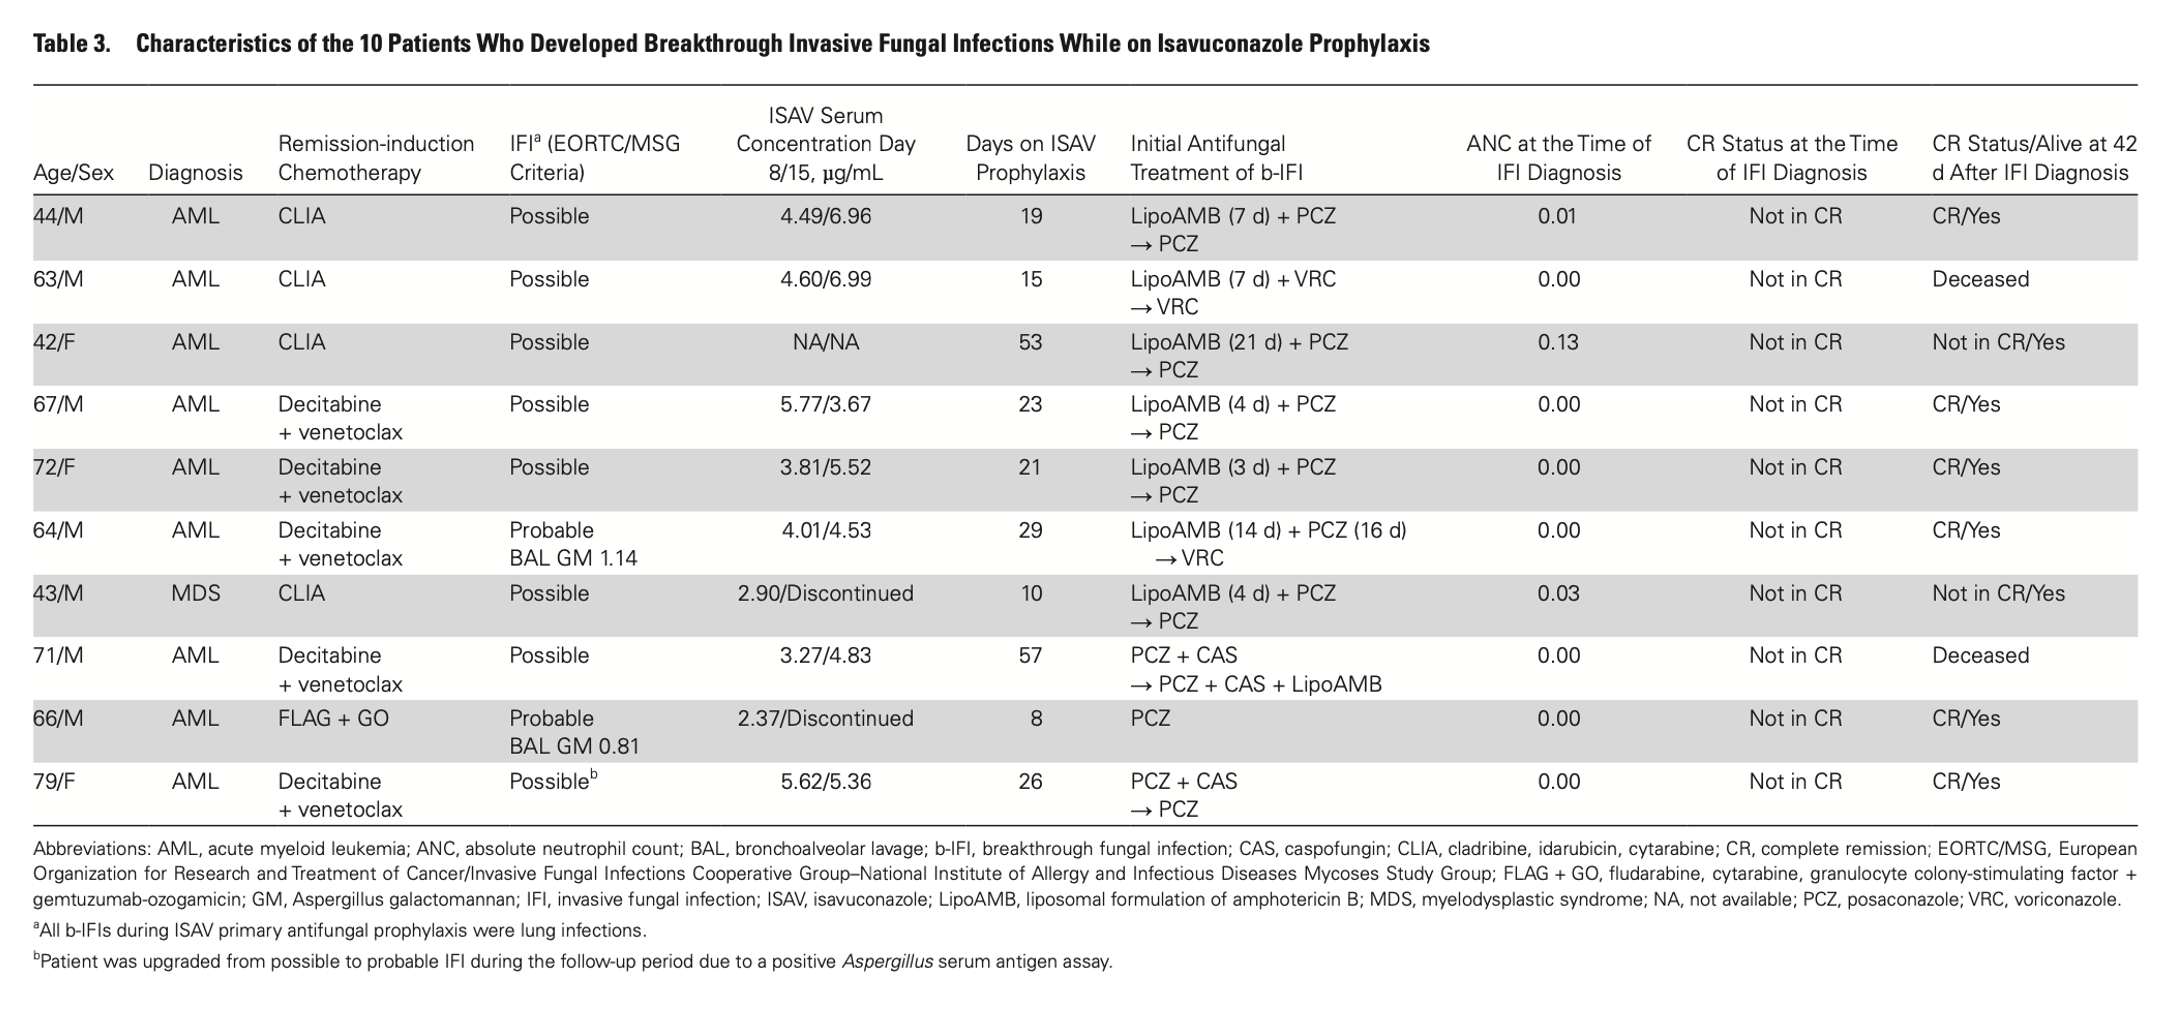 Table 3. Characteristics of the 10 Patients Who Developed Breakthrough Invasive Fungal Infections While on Isavuconazole Prophylaxis
Age/Sex Diagnosis Remission-induction Chemotherapy IFIa (EORTC/MSG Criteria) ISAV Serum Concentration Day 8/15, μg/mL Days on ISAV Prophylaxis Initial Antifungal Treatment of b-IFI ANC at the Time of IFI Diagnosis CR Status at the Time of IFI Diagnosis CR Status/Alive at 42 d After IFI Diagnosis
44/M AML CLIA Possible 4.49/6.96 19 LipoAMB (7 d) + PCZ 0.01 Not in CR CR/Yes
→ PCZ
63/M AML CLIA Possible 4.60/6.99 15 LipoAMB (7 d) + VRC 0.00 Not in CR Deceased
→ VRC
42/F AML CLIA Possible NA/NA 53 LipoAMB (21 d) + PCZ 0.13 Not in CR Not in CR/Yes
→ PCZ
67/M AML Decitabine Possible 5.77/3.67 23 LipoAMB (4 d) + PCZ 0.00 Not in CR CR/Yes
+ venetoclax → PCZ
72/F AML Decitabine Possible 3.81/5.52 21 LipoAMB (3 d) + PCZ 0.00 Not in CR CR/Yes
+ venetoclax → PCZ
64/M AML Decitabine Probable 4.01/4.53 29 LipoAMB (14 d) + PCZ (16 d) 0.00 Not in CR CR/Yes
+ venetoclax BAL GM 1.14 → VRC
43/M MDS CLIA Possible 2.90/Discontinued 10 LipoAMB (4 d) + PCZ 0.03 Not in CR Not in CR/Yes
→ PCZ
71/M AML Decitabine Possible 3.27/4.83 57 PCZ + CAS 0.00 Not in CR Deceased
+ venetoclax → PCZ + CAS + LipoAMB
66/M AML FLAG + GO Probable 2.37/Discontinued 8 PCZ 0.00 Not in CR CR/Yes
BAL GM 0.81
79/F AML Decitabine Possibleb 5.62/5.36 26 PCZ + CAS 0.00 Not in CR CR/Yes
+ venetoclax → PCZ
Abbreviations: AML, acute myeloid leukemia; ANC, absolute neutrophil count; BAL, bronchoalveolar lavage; b-IFI, breakthrough fungal infection; CAS, caspofungin; CLIA, cladribine, idarubicin, cytarabine; CR, complete remission; EORTC/MSG, European
Organization for Research and Treatment of Cancer/Invasive Fungal Infections Cooperative Group–National Institute of Allergy and Infectious Diseases Mycoses Study Group; FLAG + GO, fludarabine, cytarabine, granulocyte colony-stimulating factor +
gemtuzumab-ozogamicin; GM, Aspergillus galactomannan; IFI, invasive fungal infection; ISAV, isavuconazole; LipoAMB, liposomal formulation of amphotericin B; MDS, myelodysplastic syndrome; NA, not available; PCZ, posaconazole; VRC, voriconazole.
aAll b-IFIs during ISAV primary antifungal prophylaxis were lung infections.
bPatient was upgraded from possible to probable IFI during the follow-up period due to a positive Aspergillus serum antigen assay.